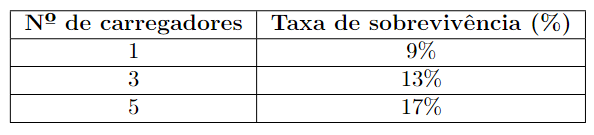 Nº de carregadores Taxa de sobrevivência (%)
1 9%
3 13%
5 17%